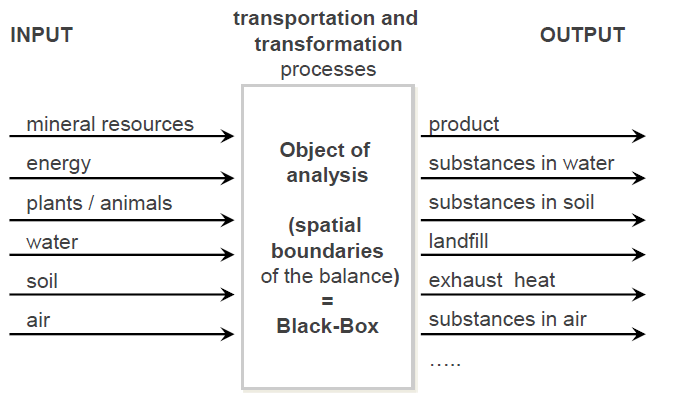 INPUT
transportation and
transformation
processes
OUTPUT
mineral resources
energy
plants / animals
water
soil
air
Object of
analysis
(spatial
boundaries
of the balance)
=
Black-Box
product
substances in water
substances in soil
landfill
exhaust heat
substances in air
…..